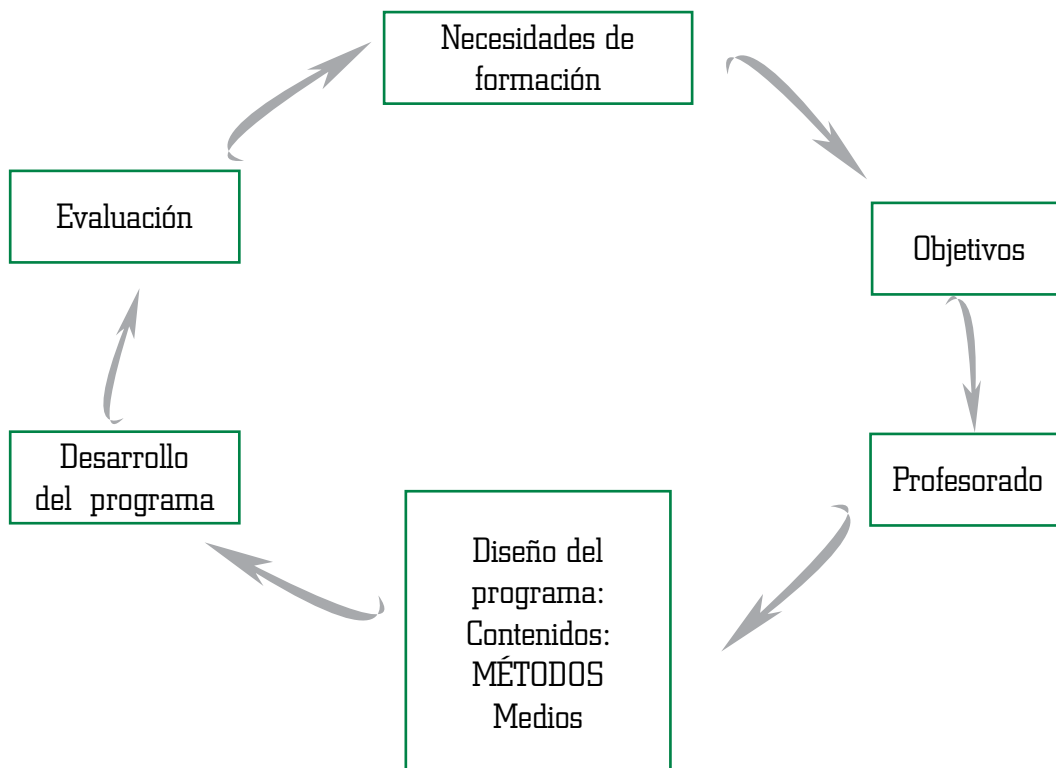 Necesidades de
formación
Objetivos
Profesorado
Diseño del
programa:
Contenidos:
MÉTODOS
Medios
Desarrollo
del programa
Evaluación